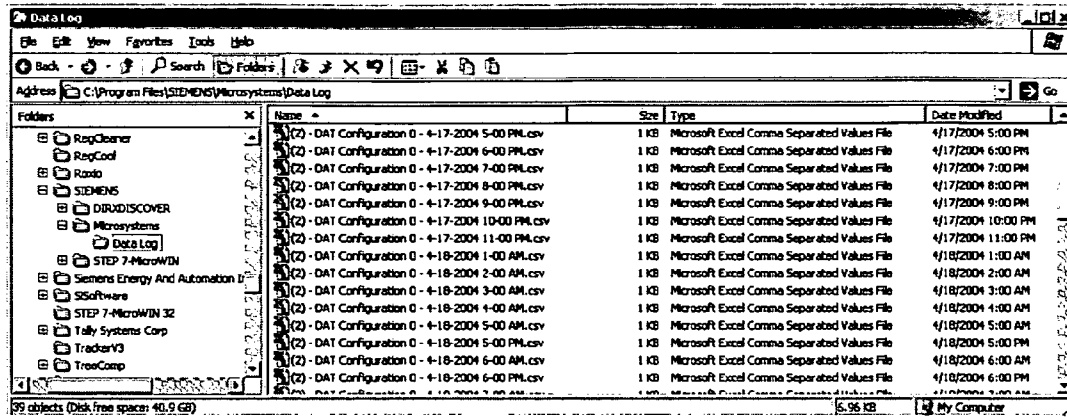 Data Log
File Edit View Favorites Tools Help
Back Search Folders
Address C:\Program Files\SIEMENS\Microsystems\Data Log Go
Folders
RegCleaner
RegCool
Roxio
SIEMENS
DIRXDISCOVER
Microsystems
Data Log
STEP 7-MicroWIN
Siemens Energy And Automation I
SISoftware
STEP 7-MicroWIN 32
Tally Systems Corp
TrackerV3
TreeComp
Name Size Type Date Modified
(2) - DAT Configuration 0 - 4-17-2004 5-00 PM.csv 1 KB Microsoft Excel Comma Separated Values File 4/17/2004 5:00 PM
(2) - DAT Configuration 0 - 4-17-2004 6-00 PM.csv 1 KB Microsoft Excel Comma Separated Values File 4/17/2004 6:00 PM
(2) - DAT Configuration 0 - 4-17-2004 7-00 PM.csv 1 KB Microsoft Excel Comma Separated Values File 4/17/2004 7:00 PM
(2) - DAT Configuration 0 - 4-17-2004 8-00 PM.csv 1 KB Microsoft Excel Comma Separated Values File 4/17/2004 8:00 PM
(2) - DAT Configuration 0 - 4-17-2004 9-00 PM.csv 1 KB Microsoft Excel Comma Separated Values File 4/17/2004 9:00 PM
(2) - DAT Configuration 0 - 4-17-2004 10-00 PM.csv 1 KB Microsoft Excel Comma Separated Values File 4/17/2004 10:00 PM
(2) - DAT Configuration 0 - 4-17-2004 11-00 PM.csv 1 KB Microsoft Excel Comma Separated Values File 4/17/2004 11:00 PM
(2) - DAT Configuration 0 - 4-18-2004 1-00 AM.csv 1 KB Microsoft Excel Comma Separated Values File 4/18/2004 1:00 AM
(2) - DAT Configuration 0 - 4-18-2004 2-00 AM.csv 1 KB Microsoft Excel Comma Separated Values File 4/18/2004 2:00 AM
(2) - DAT Configuration 0 - 4-18-2004 3-00 AM.csv 1 KB Microsoft Excel Comma Separated Values File 4/18/2004 3:00 AM
(2) - DAT Configuration 0 - 4-18-2004 4-00 AM.csv 1 KB Microsoft Excel Comma Separated Values File 4/18/2004 4:00 AM
(2) - DAT Configuration 0 - 4-18-2004 5-00 AM.csv 1 KB Microsoft Excel Comma Separated Values File 4/18/2004 5:00 AM
(2) - DAT Configuration 0 - 4-18-2004 5-00 PM.csv 1 KB Microsoft Excel Comma Separated Values File 4/18/2004 5:00 PM
(2) - DAT Configuration 0 - 4-18-2004 6-00 AM.csv 1 KB Microsoft Excel Comma Separated Values File 4/18/2004 6:00 AM
(2) - DAT Configuration 0 - 4-18-2004 6-00 PM.csv 1 KB Microsoft Excel Comma Separated Values File 4/18/2004 6:00 PM
39 objects (Disk free space: 40.9 GB) 6.96 KB My Computer